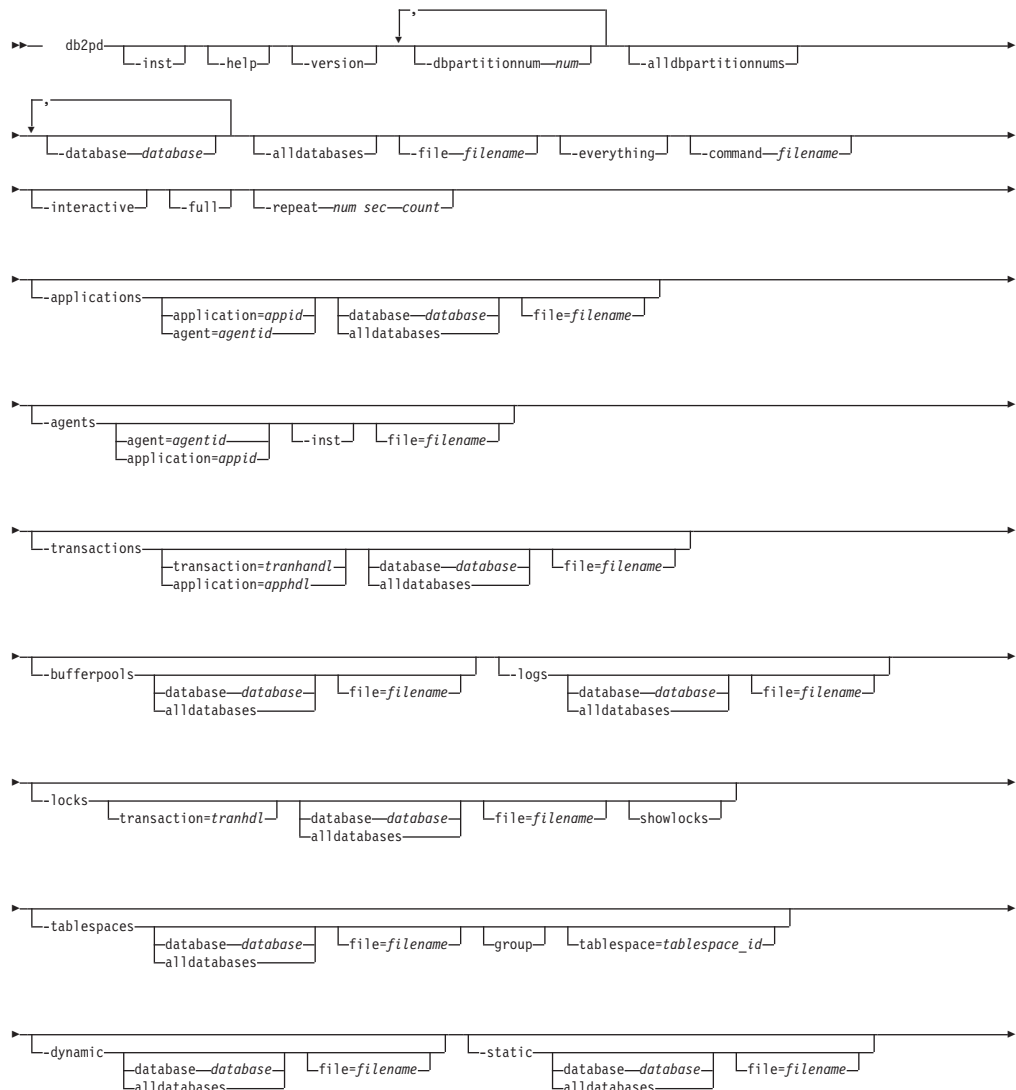 ,
db2pd -inst -help -version -dbpartitionnum num -alldbpartitionnums
,
-database database -alldatabases -file filename -everything -command filename
-interactive -full -repeat num sec count
-applications
application=appid database database file=filename
agent=agentid alldatabases
-agents
agent=agentid -inst file=filename
application=appid
-transactions
transaction=tranhandl database database file=filename
application=apphdl alldatabases
-bufferpools -logs
database database file=filename database database file=filename
alldatabases alldatabases
-locks
transaction=tranhdl database database file=filename showlocks
alldatabases
-tablespaces
database database file=filename group tablespace=tablespace_id
alldatabases
-dynamic -static
database database file=filename database database file=filename
alldatabases alldatabases